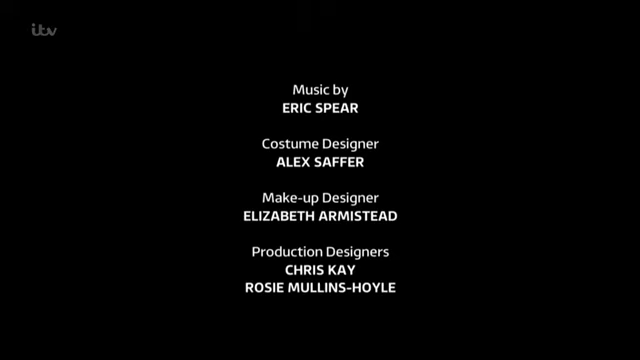 itv
Music by
ERIC SPEAR
Costume Designer
ALEX SAFFER
Make-up Designer
ELIZABETH ARMISTEAD
Production Designers
CHRIS KAY
ROSIE MULLINS-HOYLE